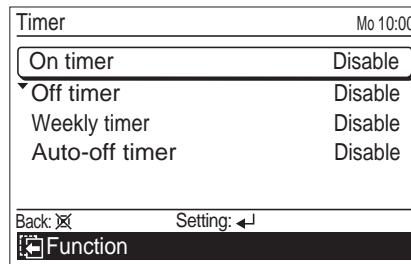 Timer Mo 10:00
On timer Disable
Off timer Disable
Weekly timer Disable
Auto-off timer Disable
Back: Setting:
Function